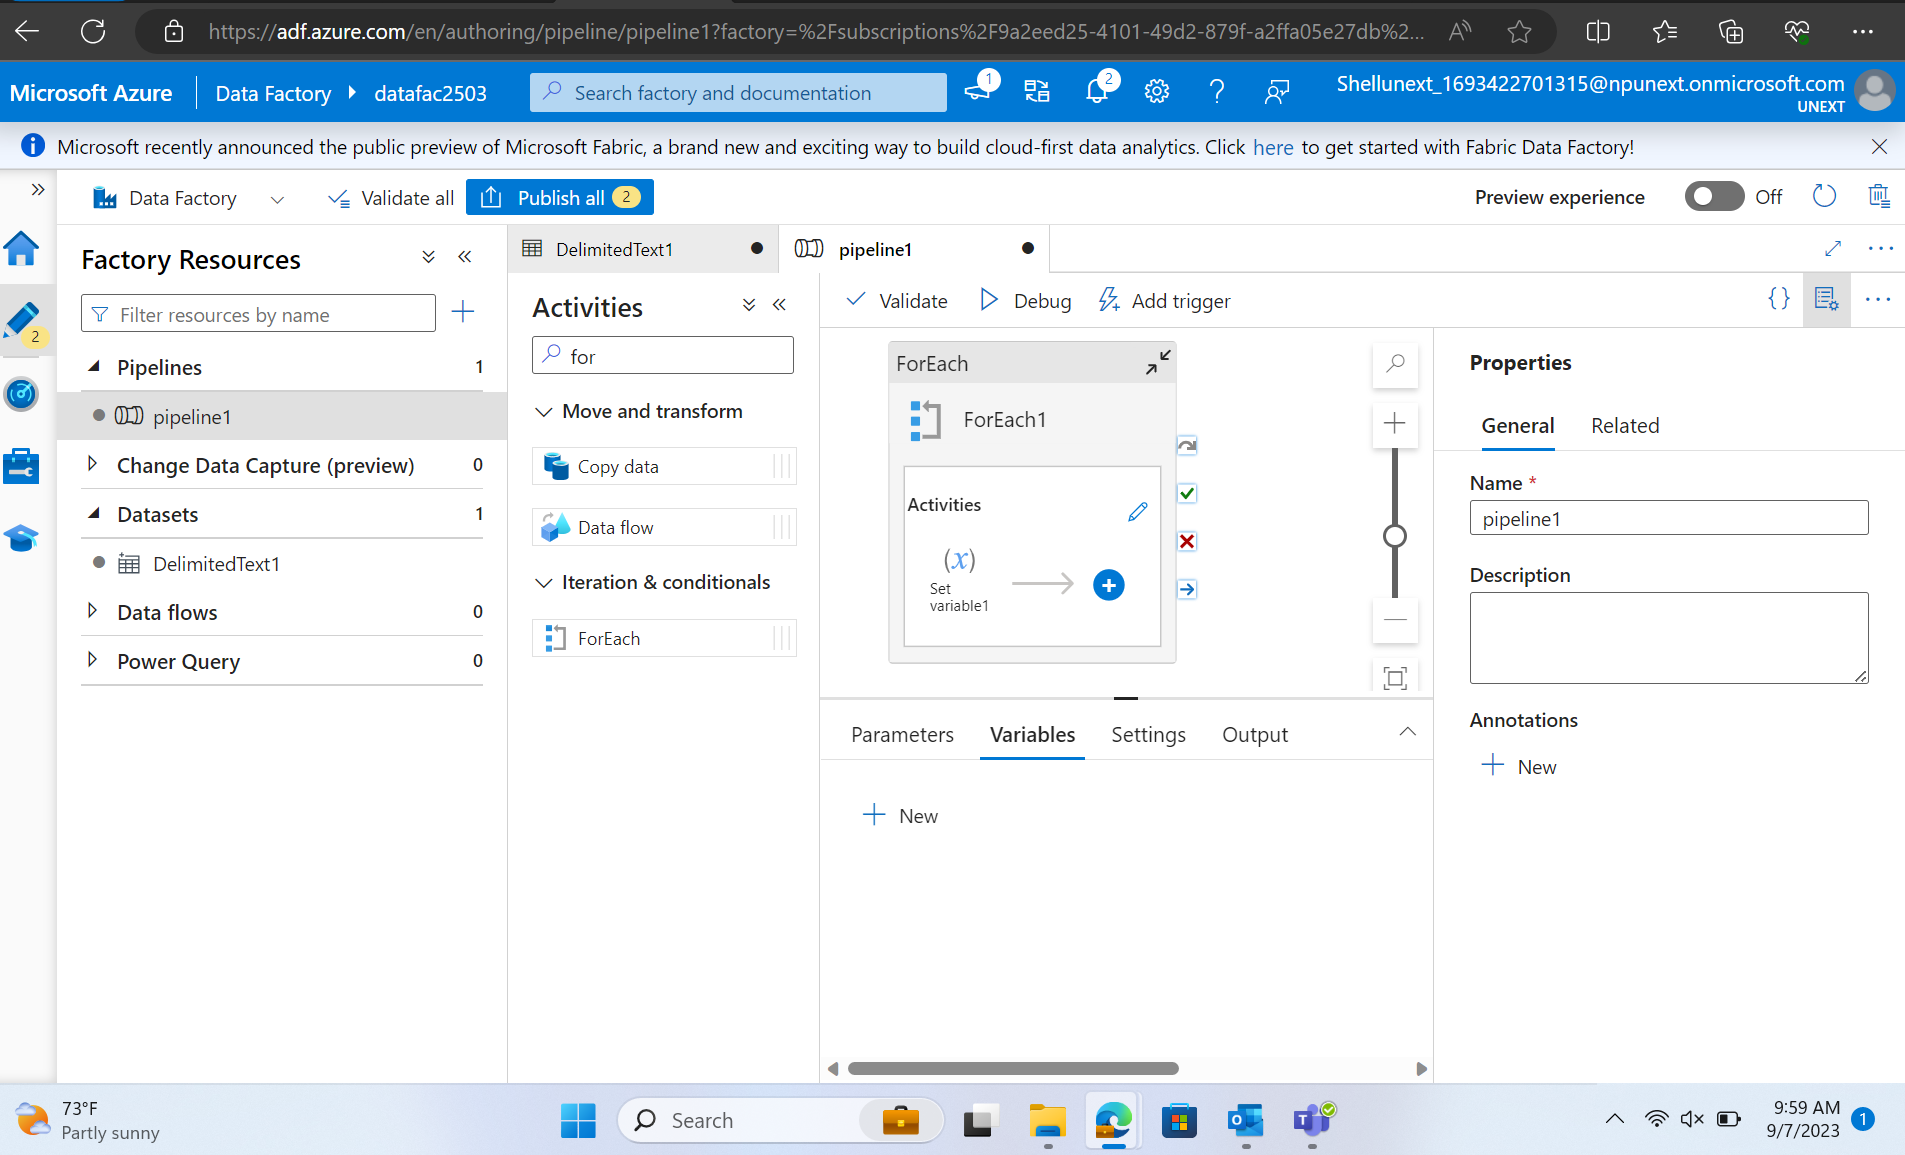 https://adf.azure.com/en/authoring/pipeline/pipeline1?factory=%2Fsubscriptions%2F9a2eed25-4101-49d2-879f-a2ffa05e27db%2...
Microsoft Azure
Data Factory
datafac2503
Search factory and documentation
1
2
Shellunext_1693422701315@npunext.onmicrosoft.com
UNEXT
Microsoft recently announced the public preview of Microsoft Fabric, a brand new and exciting way to build cloud-first data analytics. Click here to get started with Fabric Data Factory!
Data Factory
Validate all
Publish all 2
Preview experience
Off
2
Factory Resources
Filter resources by name
Pipelines 1
pipeline1
Change Data Capture (preview) 0
Datasets 1
DelimitedText1
Data flows 0
Power Query 0
DelimitedText1
pipeline1
Activities
for
Move and transform
Copy data
Data flow
Iteration & conditionals
ForEach
Validate
Debug
Add trigger
ForEach
ForEach1
Activities
(x)
Set
variable1
Parameters
Variables
Settings
Output
New
Properties
General
Related
Name *
pipeline1
Description
Annotations
New
73°F
Partly sunny
Search
9:59 AM
9/7/2023
1